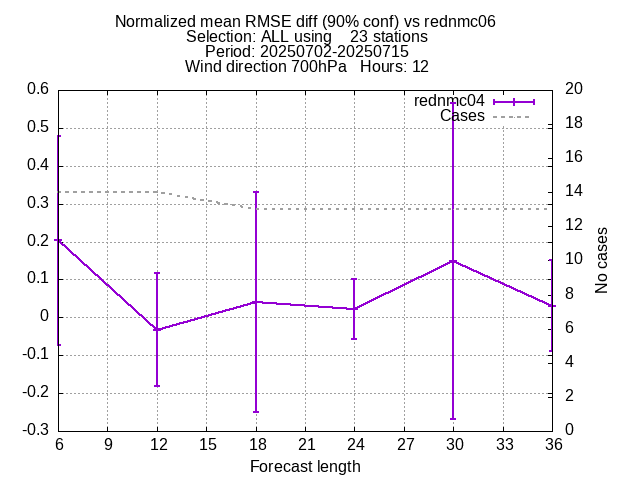 Normalized mean RMSE diff (90% conf) vs rednmc06
Selection: ALL using    23 stations
Period: 20250702-20250715
Wind direction 700hPa   Hours: 12
rednmc04
Cases
0.6
0.5
0.4
0.3
0.2
0.1
0
-0.1
-0.2
-0.3
20
18
16
14
12
10
8
6
4
2
0
No cases
6 9 12 15 18 21 24 27 30 33 36
Forecast length